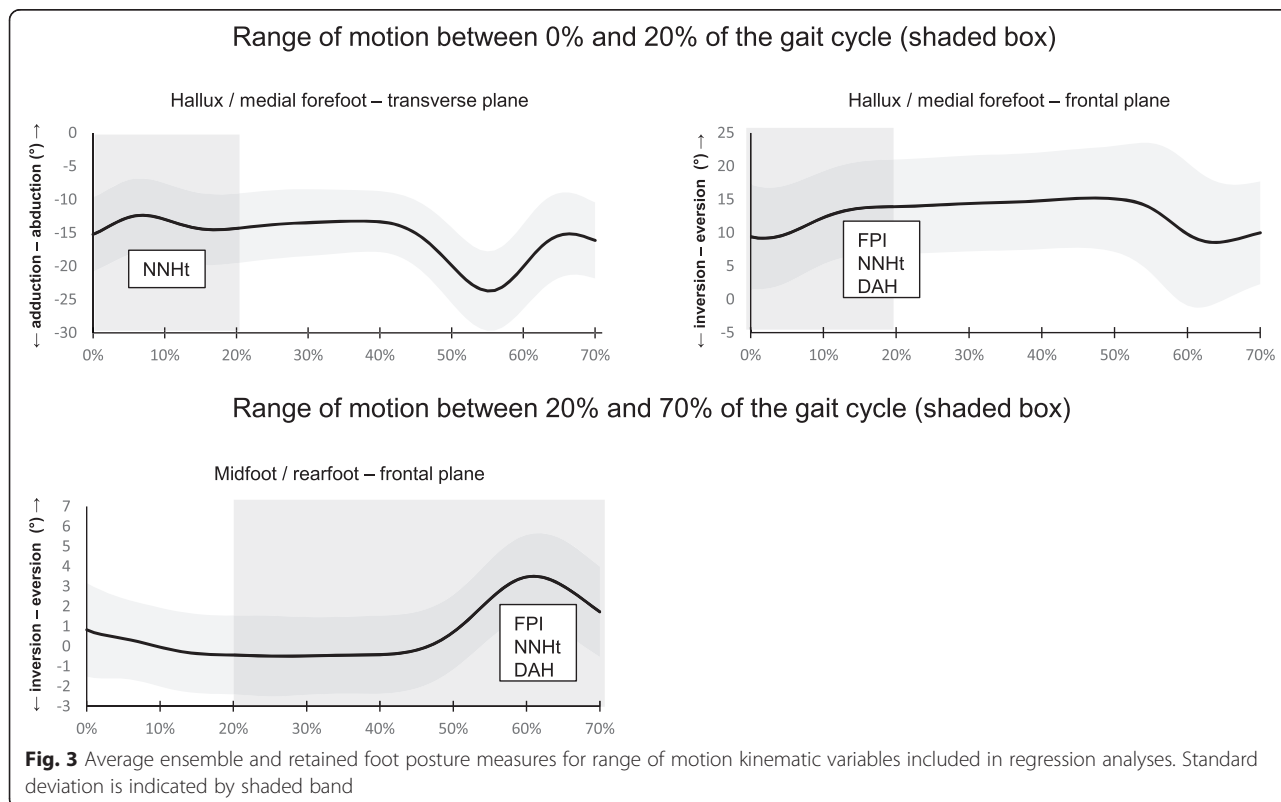 Range of motion between 0% and 20% of the gait cycle (shaded box)
Hallux / medial forefoot – transverse plane
← adduction – abduction (°) →
0
-5
-10
-15
-20
-25
-30
NNHt
0% 10% 20% 30% 40% 50% 60% 70%
Hallux / medial forefoot – frontal plane
← inversion – eversion (°) →
25
20
15
10
5
0
-5
FPI
NNHt
DAH
0% 10% 20% 30% 40% 50% 60% 70%
Range of motion between 20% and 70% of the gait cycle (shaded box)
Midfoot / rearfoot – frontal plane
← inversion – eversion (°) →
7
6
5
4
3
2
1
0
-1
-2
-3
FPI
NNHt
DAH
0% 10% 20% 30% 40% 50% 60% 70%
Fig. 3 Average ensemble and retained foot posture measures for range of motion kinematic variables included in regression analyses. Standard
deviation is indicated by shaded band